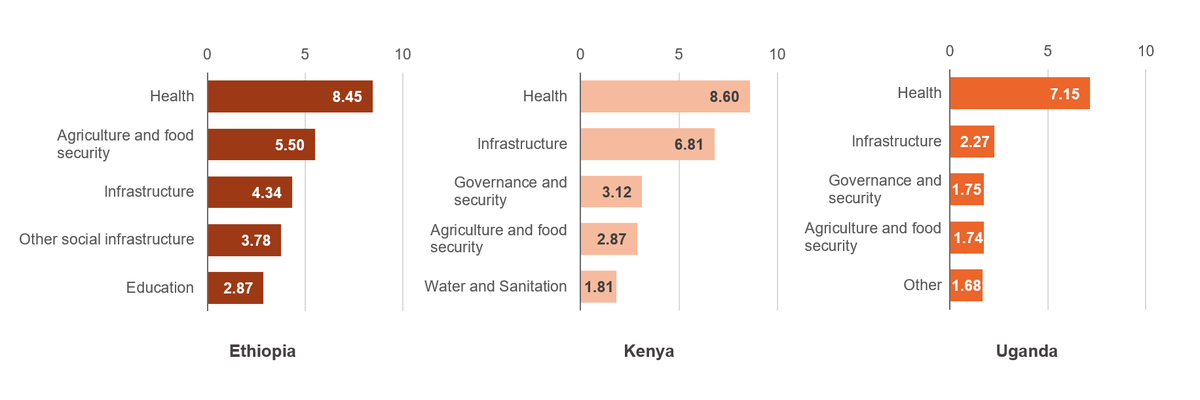 0 5 10
Health 8.45
Agriculture and food
security 5.50
Infrastructure 4.34
Other social infrastructure 3.78
Education 2.87
Ethiopia
0 5 10
Health 8.60
Infrastructure 6.81
Governance and
security 3.12
Agriculture and food
security 2.87
Water and Sanitation 1.81
Kenya
0 5 10
Health 7.15
Infrastructure 2.27
Governance and
security 1.75
Agriculture and food
security 1.74
Other 1.68
Uganda